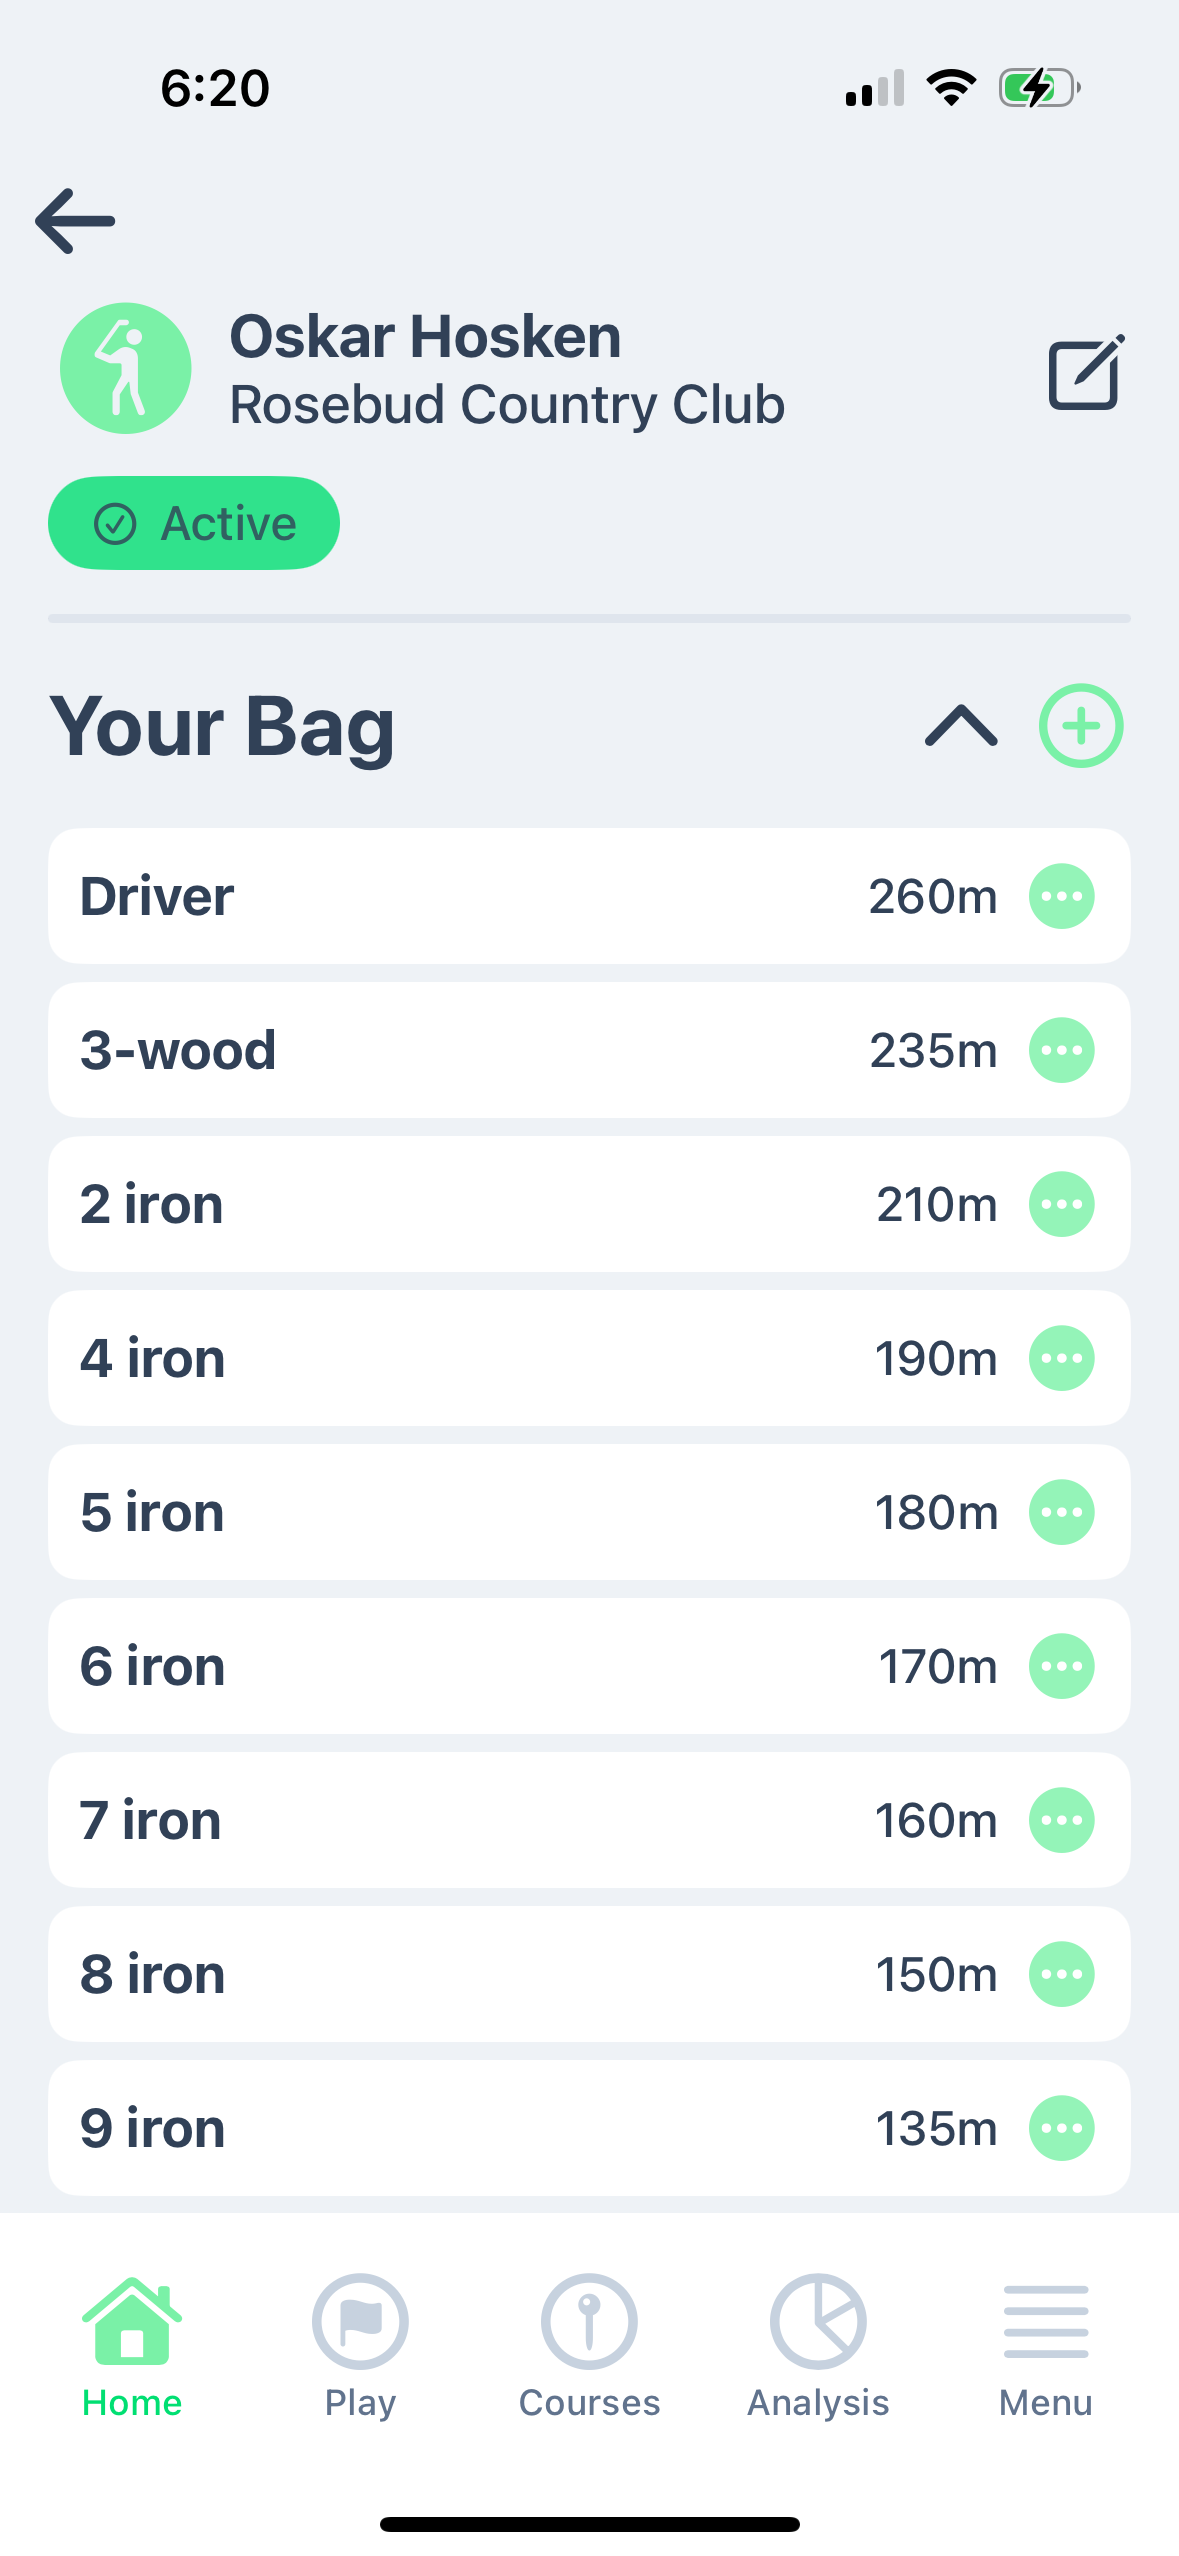 6:20
Oskar Hosken
Rosebud Country Club
Active
Your Bag
Driver 260m
3-wood 235m
2 iron 210m
4 iron 190m
5 iron 180m
6 iron 170m
7 iron 160m
8 iron 150m
9 iron 135m
Home Play Courses Analysis Menu